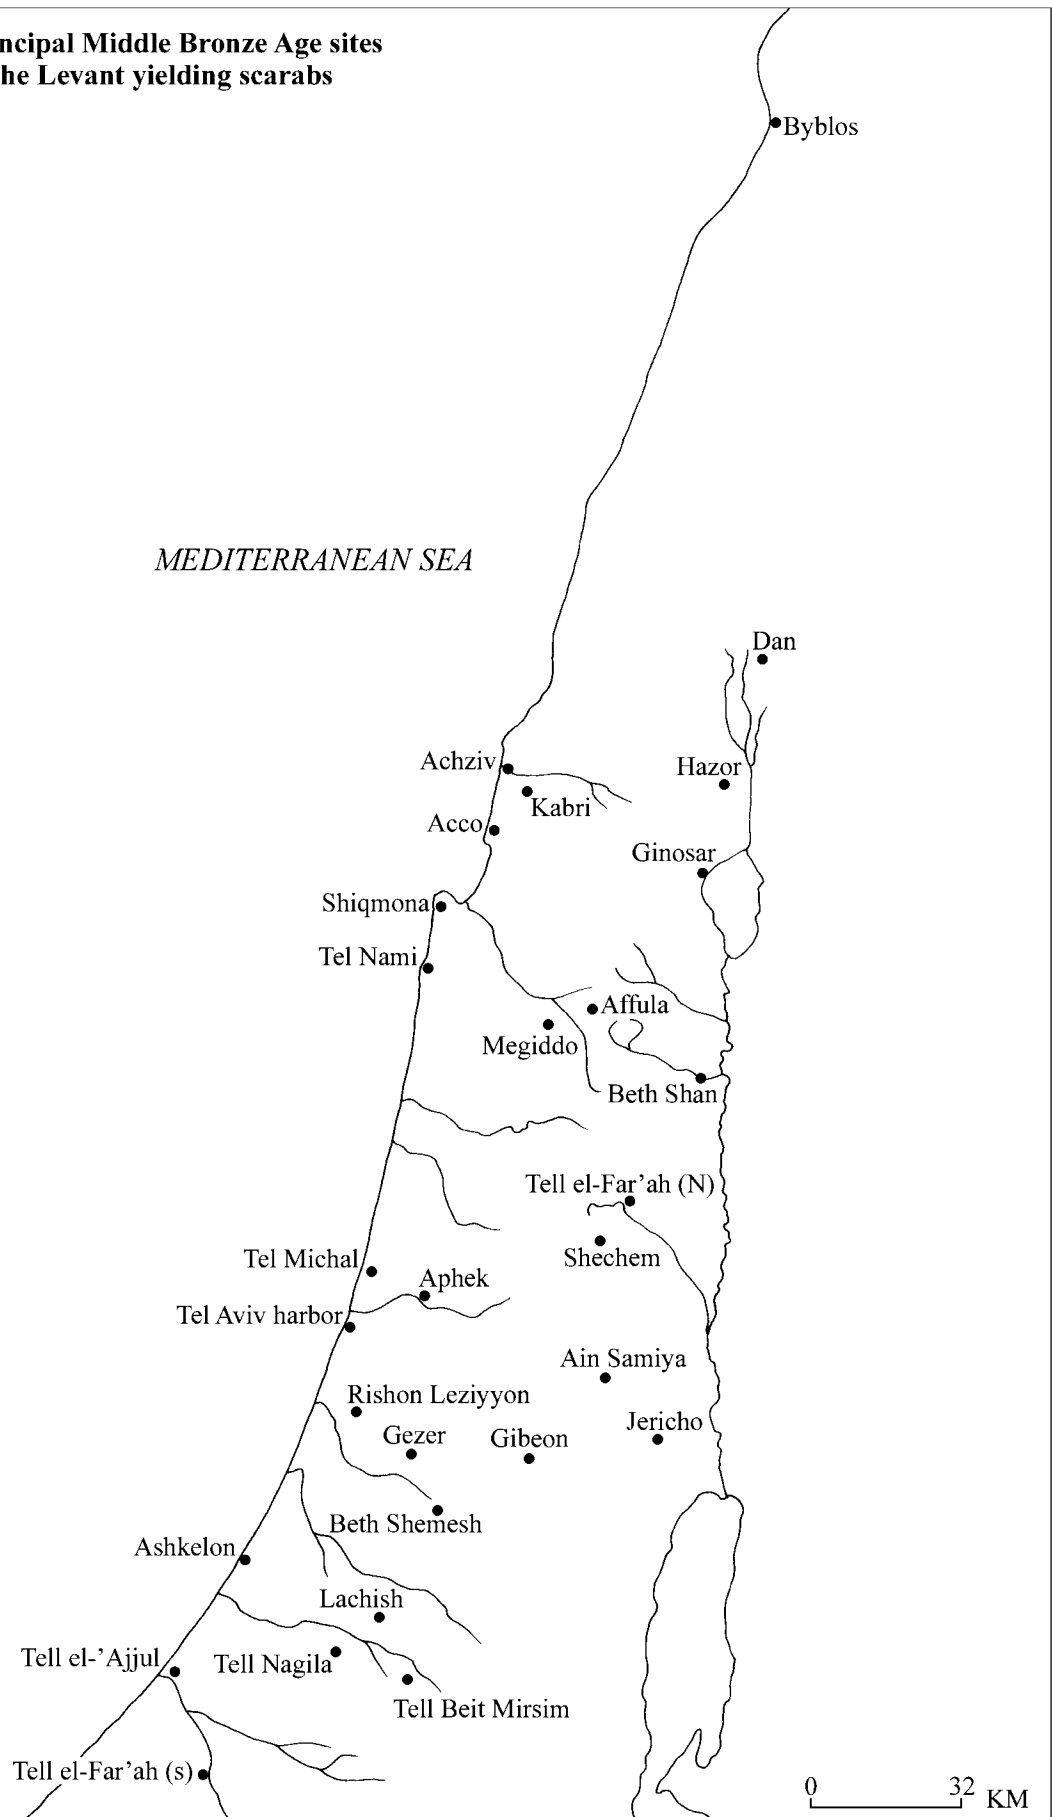 ncipal Middle Bronze Age sites
he Levant yielding scarabs
Byblos
MEDITERRANEAN SEA
Dan
Achziv
Hazor
Kabri
Acco
Ginosar
Shiqmona
Tel Nami
Affula
Megiddo
Beth Shan
Tell el-Far’ah (N)
Shechem
Tel Michal
Aphek
Tel Aviv harbor
Ain Samiya
Rishon Leziyyon
Jericho
Gezer
Gibeon
Beth Shemesh
Ashkelon
Lachish
Tell el-’Ajjul
Tell Nagila
Tell Beit Mirsim
Tell el-Far’ah (s)
0 32 KM